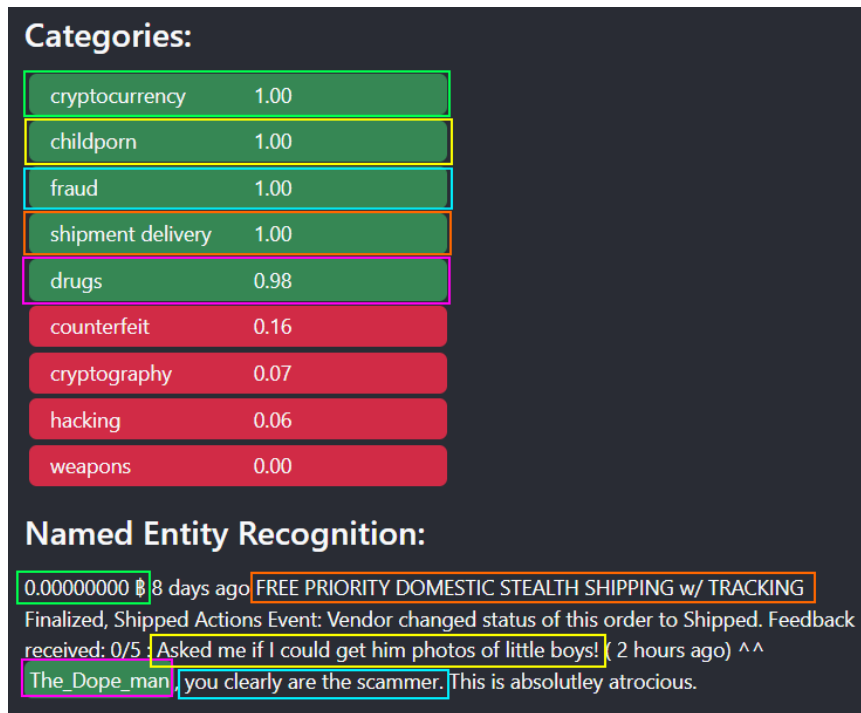 Categories:
cryptocurrency 1.00
childporn 1.00
fraud 1.00
shipment delivery 1.00
drugs 0.98
counterfeit 0.16
cryptography 0.07
hacking 0.06
weapons 0.00
Named Entity Recognition:
0.00000000 ฿ 8 days ago FREE PRIORITY DOMESTIC STEALTH SHIPPING w/ TRACKING
Finalized, Shipped Actions Event: Vendor changed status of this order to Shipped. Feedback
received: 0/5 : Asked me if I could get him photos of little boys! ( 2 hours ago) ^^
The_Dope_man , you clearly are the scammer. This is absolutley atrocious.